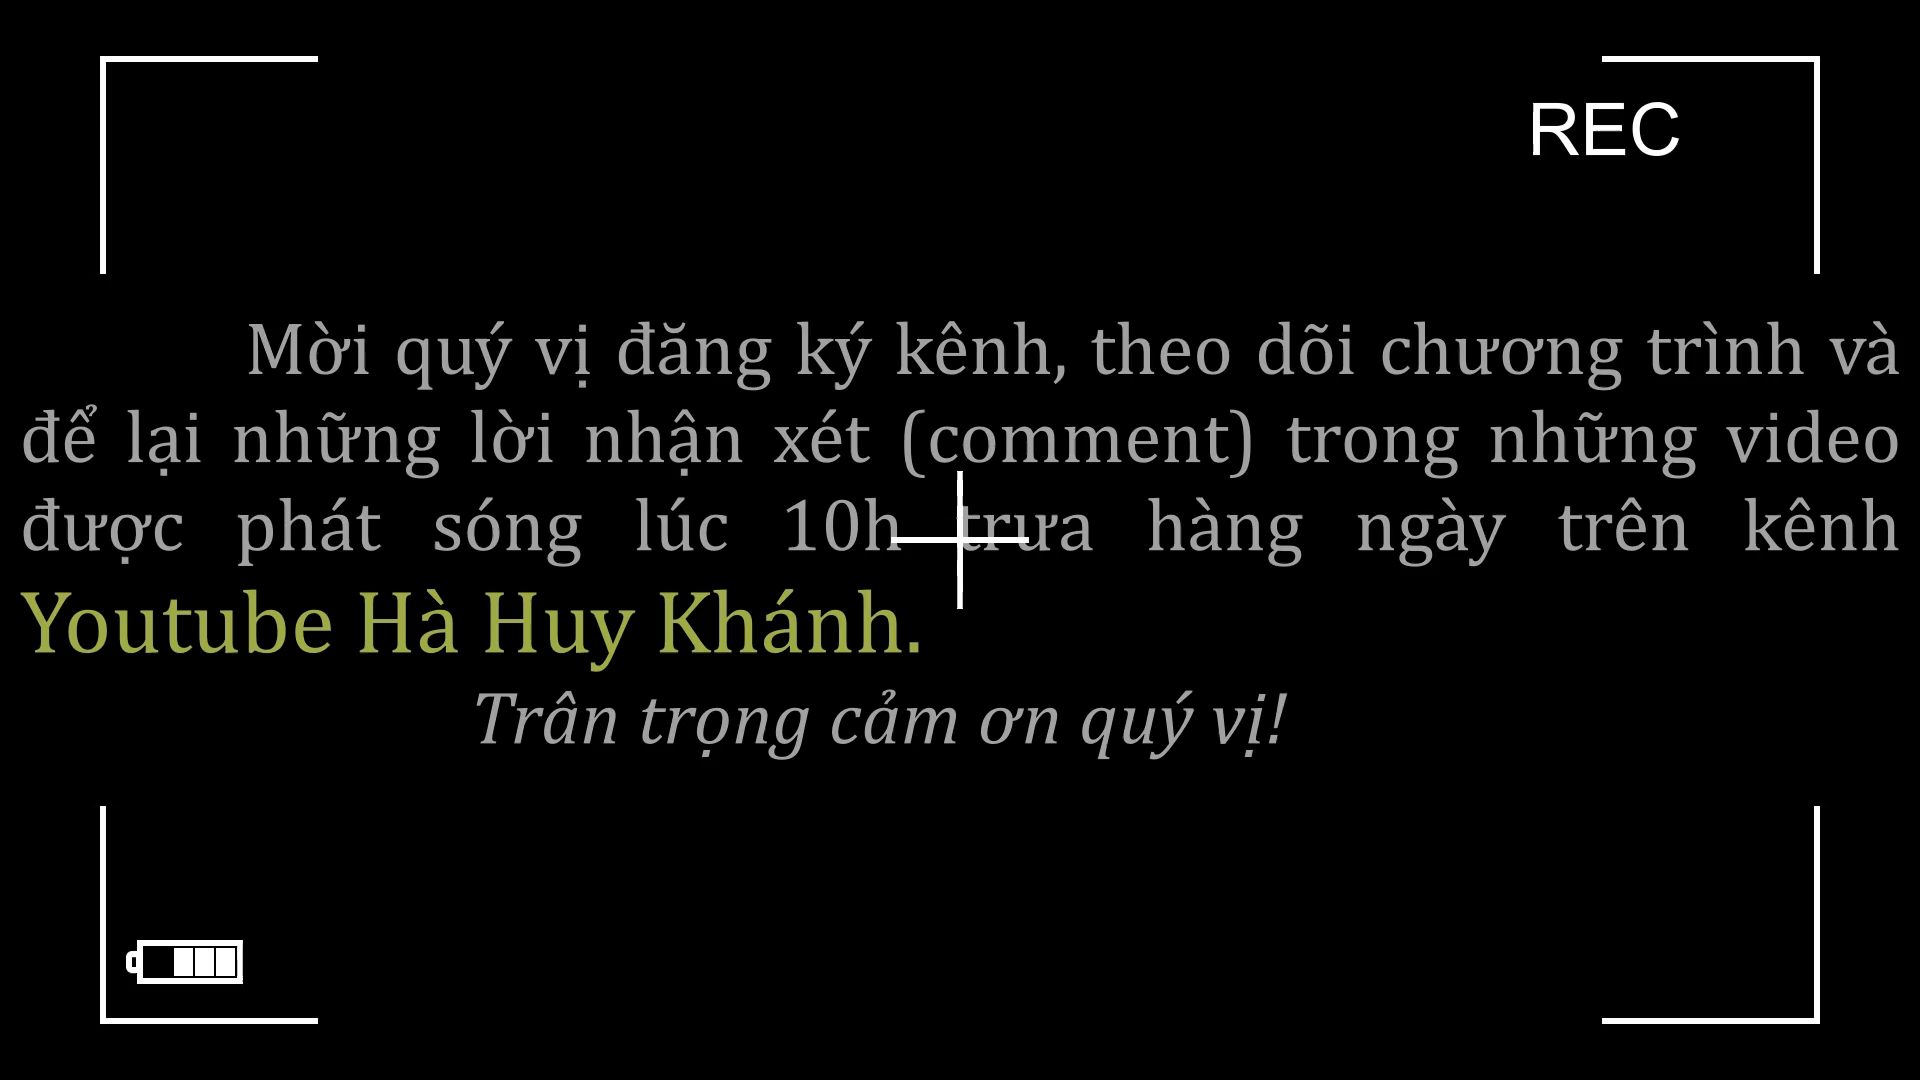 REC
Mời quý vị đăng ký kênh, theo dõi chương trình và
để lại những lời nhận xét (comment) trong những video
được phát sóng lúc 10h trưa hàng ngày trên kênh
Youtube Hà Huy Khánh.
Trân trọng cảm ơn quý vị!